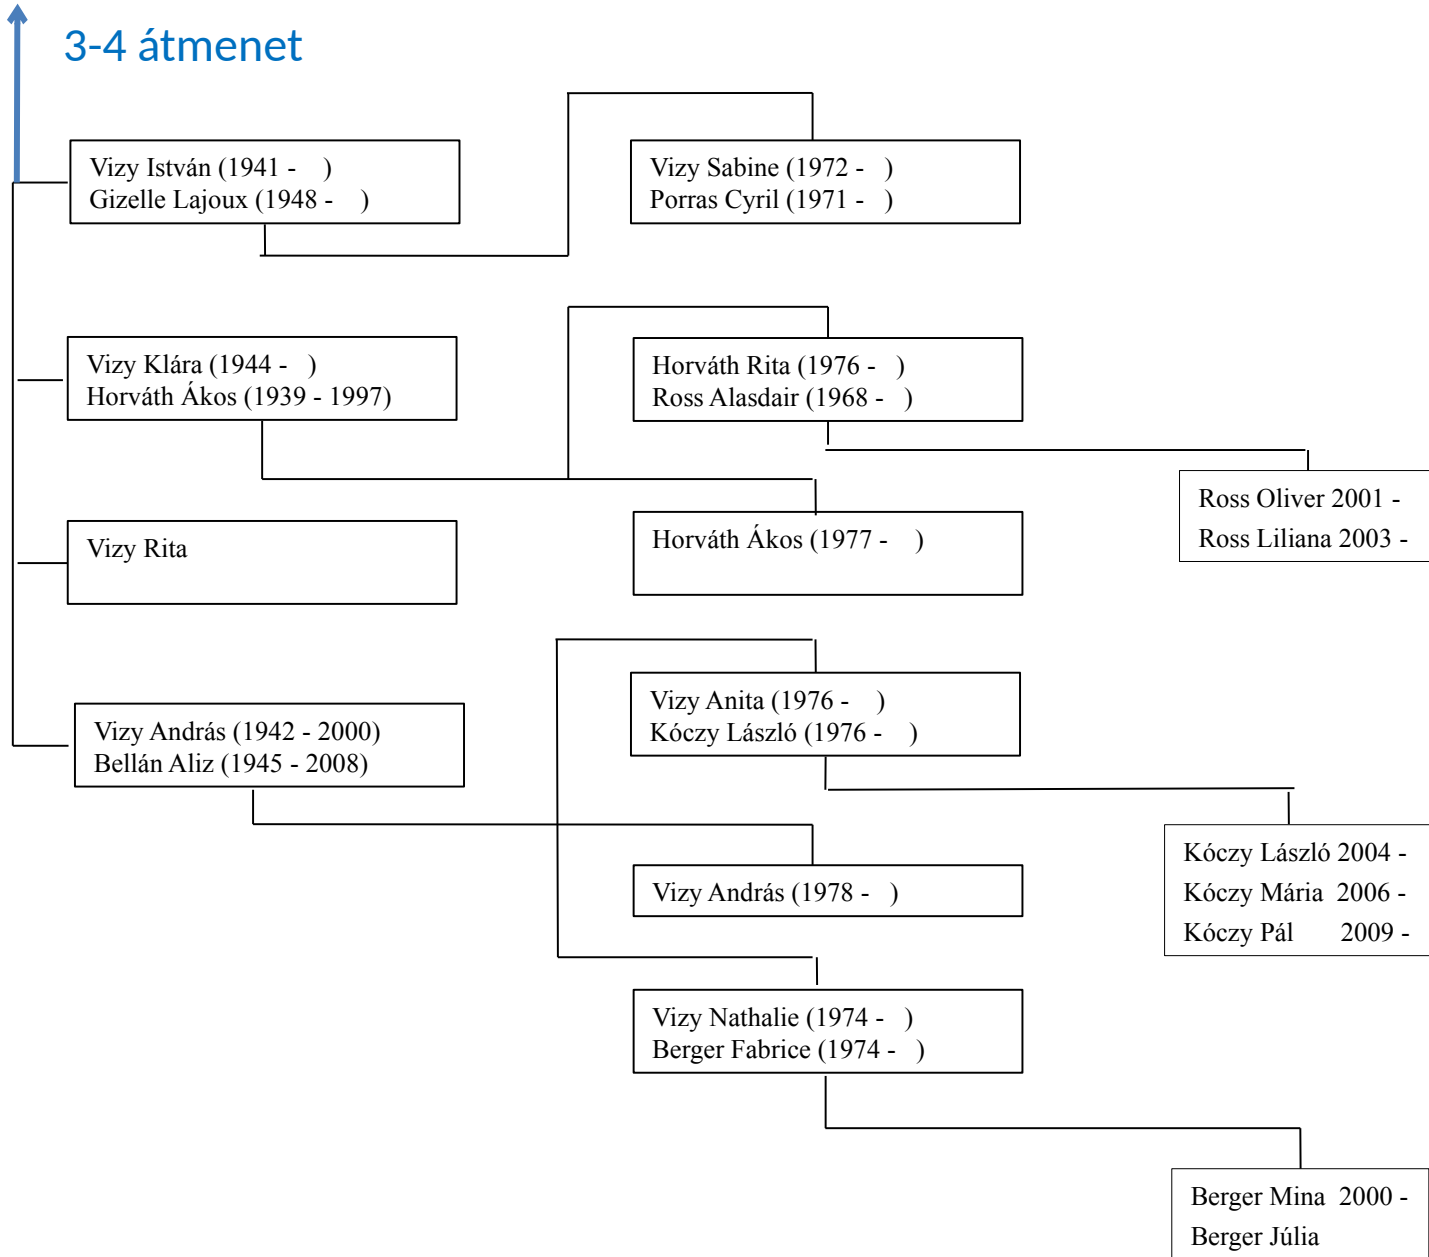 3-4 átmenet
Vizy István (1941 -    )
Gizelle Lajoux (1948 -    )
Vizy Sabine (1972 -   )
Porras Cyril (1971 -   )
Vizy Klára (1944 -   )
Horváth Ákos (1939 - 1997)
Horváth Rita (1976 -   )
Ross Alasdair (1968 -   )
Ross Oliver 2001 -
Ross Liliana 2003 -
Vizy Rita
Horváth Ákos (1977 -    )
Vizy Anita (1976 -    )
Kóczy László (1976 -    )
Vizy András (1942 - 2000)
Bellán Aliz (1945 - 2008)
Kóczy László 2004 -
Kóczy Mária  2006 -
Kóczy Pál       2009 -
Vizy András (1978 -   )
Vizy Nathalie (1974 -   )
Berger Fabrice (1974 -   )
Berger Mina  2000 -
Berger Júlia